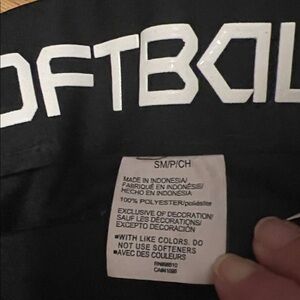 OFTBAL
SM/P/CH
MADE IN INDONESIA/
FABRIQUÉ EN INDONÉSIE/
HECHO EN INDONESIA
100% POLYESTER/poliéster
EXCLUSIVE OF DECORATION/
SAUF LES DÉCORATIONS/
EXCEPTO DECORACIÓN
■WITH LIKE COLORS. DO
NOT USE SOFTENERS
■AVEC DES COULEURS